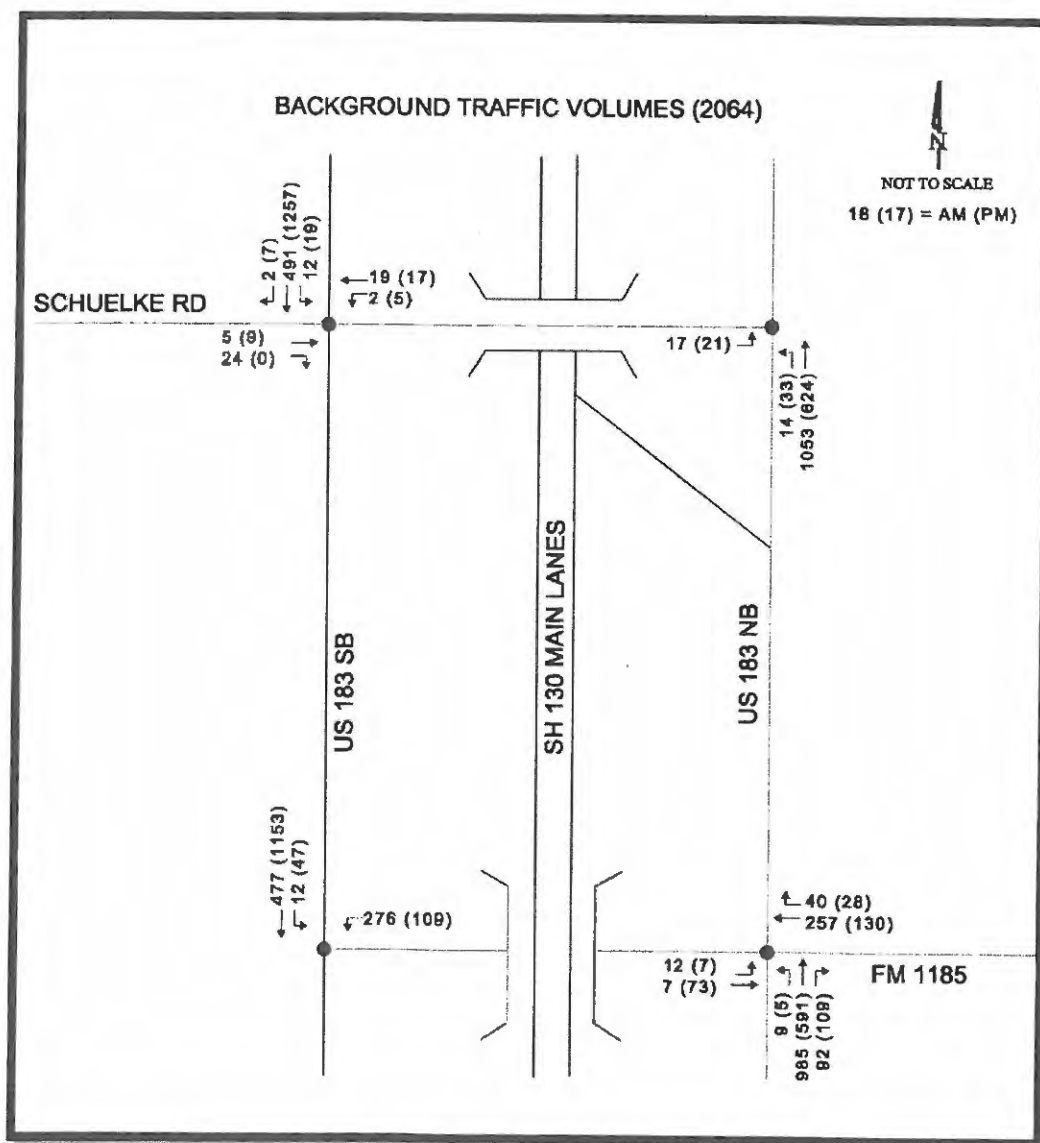 BACKGROUND TRAFFIC VOLUMES (2064)
N
NOT TO SCALE
18 (17) = AM (PM)
2 (7)
491 (1257)
12 (19)
19 (17)
2 (5)
SCHUELKE RD
5 (9)
24 (0)
17 (21)
14 (33)
1053 (624)
US 183 SB
SH 130 MAIN LANES
US 183 NB
477 (1153)
12 (47)
276 (109)
40 (28)
257 (130)
12 (7)
7 (73)
FM 1185
9 (5)
985 (591)
92 (109)